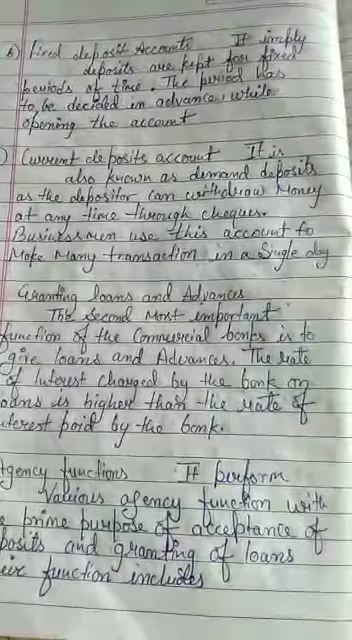 b) Fixed deposit Accounts It imply
deposits are kept for fixed
periods of time. The period has
to be decided in advance, while
opening the account
) Current deposits account It is
also known as demand deposits
as the depositor can withdraw Money
at any time through cheques.
Businessmen use this account to
Make Many transaction in a Single day
Granting loans and Advances
The Second Most important
function of the Commercial banks is to
give loans and Advances. The rate
of Interest charged by the bank on
oans is higher than the rate of
terest paid by the bank.
Agency functions It perform
Various agency function with
e prime purpose of acceptance of
posits and granting of loans
eir function includes